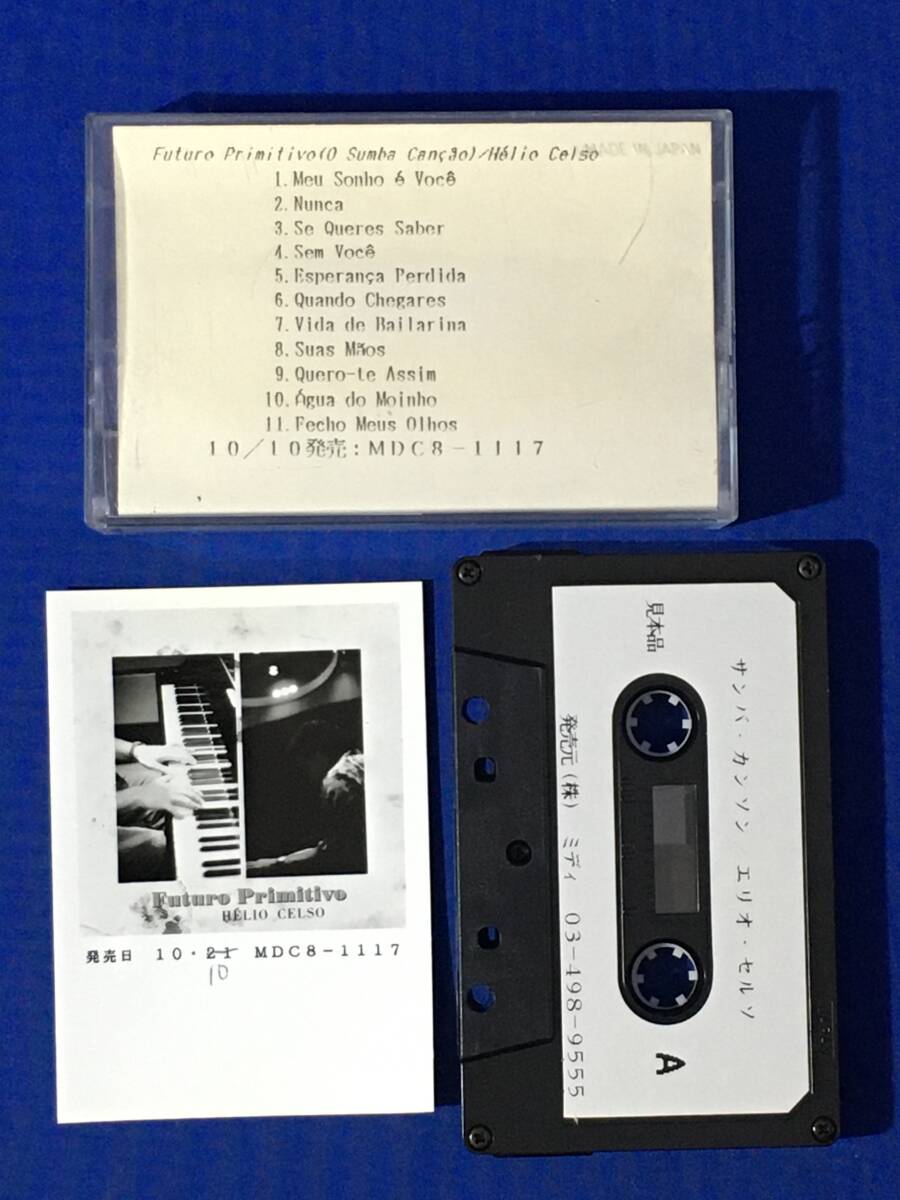 Futuro Primitivo(O Sumba Canção)/Hélio Celso
MADE IN JAPAN
1. Meu Sonho é Você
2. Nunca
3. Se Queres Saber
4. Sem Você
5. Esperança Perdida
6. Quando Chegares
7. Vida de Bailarina
8. Suas Mãos
9. Quero-te Assim
10. Água do Moinho
11. Fecho Meus Olhos
10/10発売:MDC8-1117
Futuro Primitivo
HÉLIO CELSO
発売日 10・21 MDC8-1117
10
見本品
サンバ・カンソン エリオ・セルソ
発売元(株) ミディ 03-498-9555
A